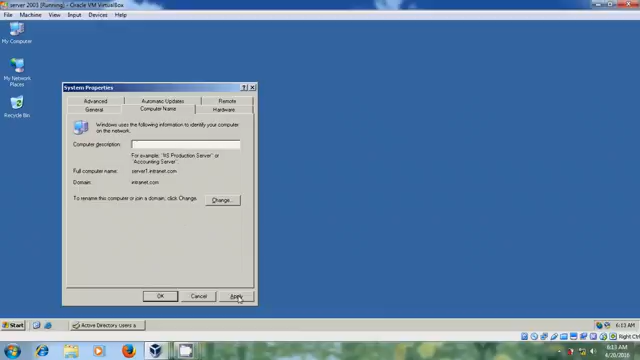 server 2003 [Running] - Oracle VM VirtualBox
File Machine View Input Devices Help
My Computer
My Network
Places
Recycle Bin
System Properties
Advanced Automatic Updates Remote
General Computer Name Hardware
Windows uses the following information to identify your computer
on the network.
Computer description:
For example: "IIS Production Server" or
"Accounting Server".
Full computer name: server1.intranet.com
Domain: intranet.com
To rename this computer or join a domain, click Change. Change...
OK Cancel Apply
Start Active Directory Users a 6:13 AM
Right Ctrl
6:13 AM
4/28/2016